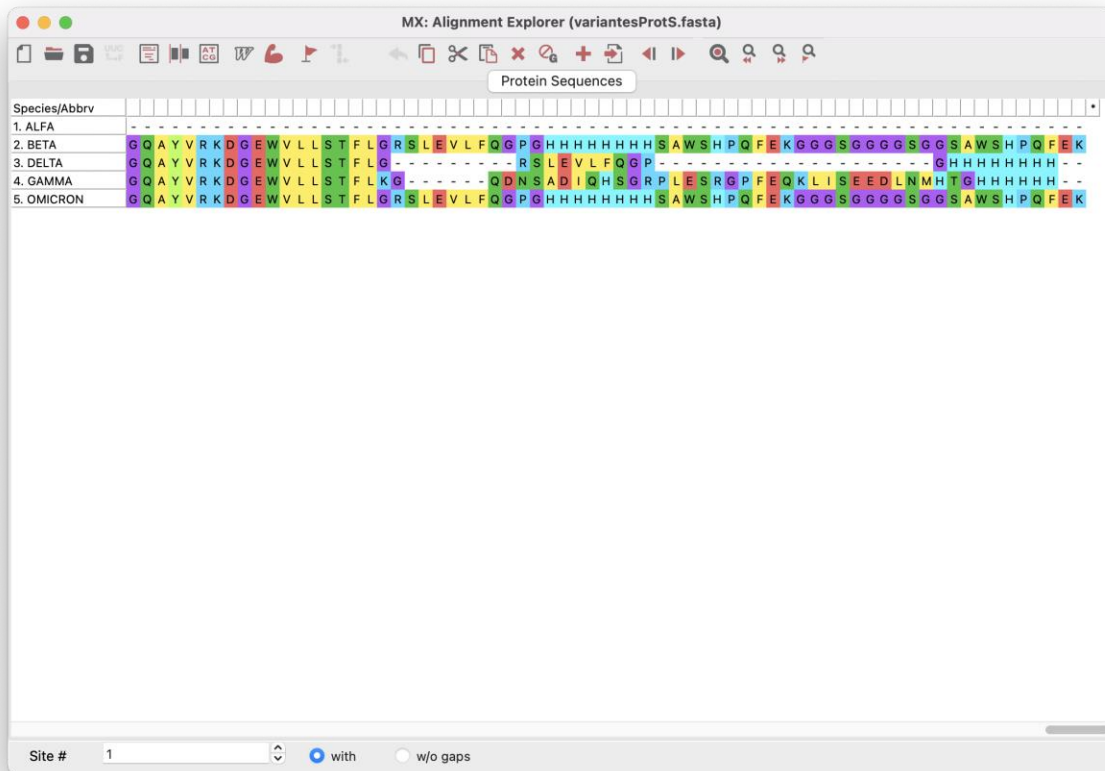 MX: Alignment Explorer (variantesProtS.fasta)
Protein Sequences
Species/Abbrv *
1. ALFA - - - - - - - - - - - - - - - - - - - - - - - - - - - - - - - - - - - - - - - - - - - - - - - - - - - - - - - - - - - - - - - - - - - - -
2. BETA G Q A Y V R K D G E W V L L S T F L G R S L E V L F Q G P G H H H H H H H H S A W S H P Q F E K G G G S G G G G S G G S A W S H P Q F E K
3. DELTA G Q A Y V R K D G E W V L L S T F L G - - - - - - - - - R S L E V L F Q G P - - - - - - - - - - - - - - - - - - - - G H H H H H H H H - -
4. GAMMA G Q A Y V R K D G E W V L L S T F L K G - - - - - - Q D N S A D I Q H S G R P L E S R G P F E Q K L I S E E D L N M H T G H H H H H H - -
5. OMICRON G Q A Y V R K D G E W V L L S T F L G R S L E V L F Q G P G H H H H H H H H S A W S H P Q F E K G G G S G G G G S G G S A W S H P Q F E K
Site # 1 with w/o gaps